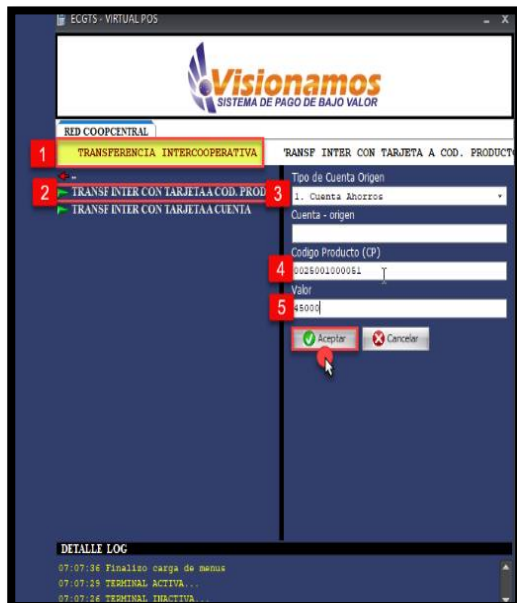 ECGTS - VIRTUAL POS
Visionamos
SISTEMA DE PAGO DE BAJO VALOR
RED COOPCENTRAL
1 TRANSFERENCIA INTERCOOPERATIVA
TRANSF INTER CON TARJETA A COD. PRODUCTO
..
2 TRANSF INTER CON TARJETA A COD. PROD
TRANSF INTER CON TARJETA A CUENTA
Tipo de Cuenta Origen
3 1. Cuenta Ahorros
Cuenta - origen
Codigo Producto (CP)
4 0025001000051
Valor
5 45000
Aceptar Cancelar
DETALLE LOG
07:07:36 Finalizo carga de menus
07:07:29 TERMINAL ACTIVA...
07:07:26 TERMINAL INACTIVA...